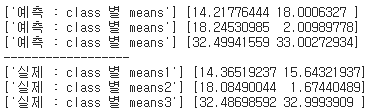 ['예측 : class 별 means'] [14.21776444 18.0006327 ]
['예측 : class 별 means'] [18.24530985  2.00989778]
['예측 : class 별 means'] [32.49941559 33.00272934]
------------------
['실제 : class 별 means1'] [14.36519237 15.64321937]
['실제 : class 별 means2'] [18.08490044  1.67440489]
['실제 : class 별 means3'] [32.48698592 32.9993909 ]